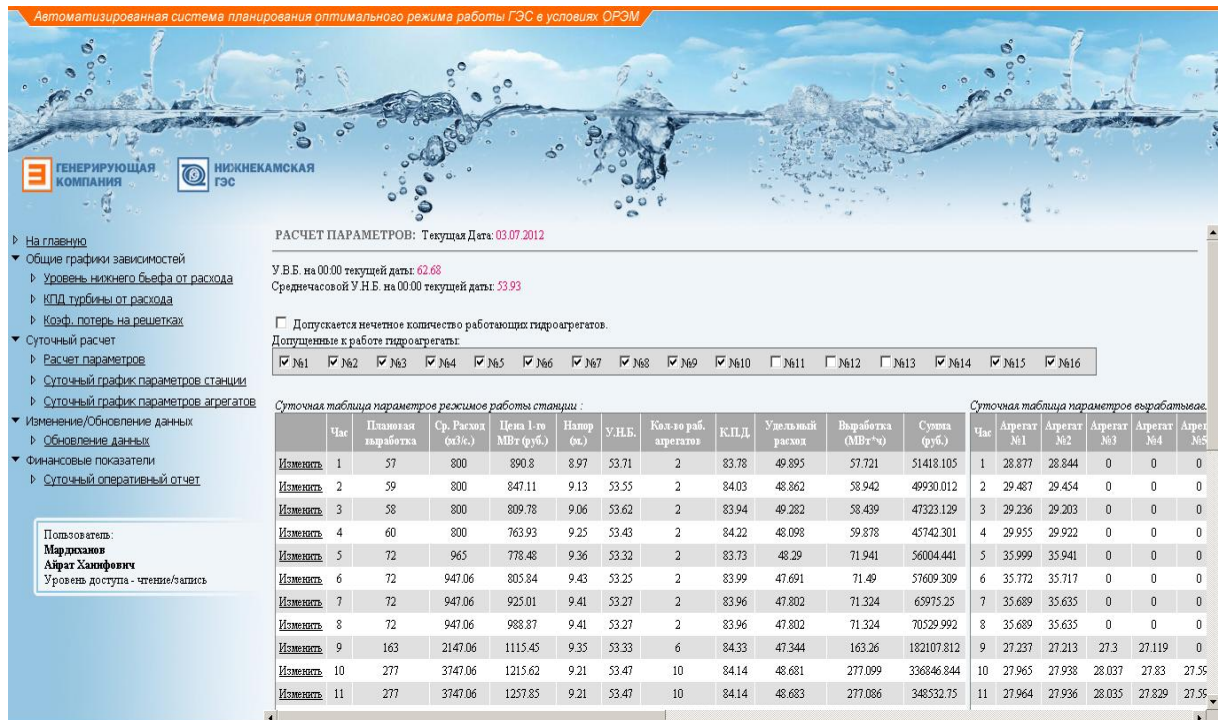 Автоматизированная система планирования оптимального режима работы ГЭС в условиях ОРЭМ
ГЕНЕРИРУЮЩАЯ КОМПАНИЯ
НИЖНЕКАМСКАЯ ГЭС
На главную
Общие графики зависимостей
Уровень нижнего бьефа от расхода
КПД турбины от расхода
Коэф. потерь на решетках
Суточный расчет
Расчет параметров
Суточный график параметров станции
Суточный график параметров агрегатов
Изменение/Обновление данных
Обновление данных
Финансовые показатели
Суточный оперативный отчет
Пользователь:
Мардиханов
Айрат Ханифович
Уровень доступа - чтение/запись
РАСЧЕТ ПАРАМЕТРОВ: Текущая Дата: 03.07.2012
У.В.Б. на 00:00 текущей даты: 62.68
Среднечасовой У.Н.Б. на 00:00 текущей даты: 53.93
Допускается нечетное количество работающих гидроагрегатов.
Допущенные к работе гидроагрегаты:
№1 №2 №3 №4 №5 №6 №7 №8 №9 №10 №11 №12 №13 №14 №15 №16
Суточная таблица параметров режимов работы станции :
Час Плановая выработка Ср. Расход (м3/с.) Цена 1-го МВт (руб.) Напор (м.) У.Н.Б. Кол-во раб. агрегатов К.П.Д. Удельный расход Выработка (МВт*ч) Сумма (руб.)
Изменить 1 57 800 890.8 8.97 53.71 2 83.78 49.895 57.721 51418.105
Изменить 2 59 800 847.11 9.13 53.55 2 84.03 48.862 58.942 49930.012
Изменить 3 58 800 809.78 9.06 53.62 2 83.94 49.282 58.439 47323.129
Изменить 4 60 800 763.93 9.25 53.43 2 84.22 48.098 59.878 45742.301
Изменить 5 72 965 778.48 9.36 53.32 2 83.73 48.29 71.941 56004.441
Изменить 6 72 947.06 805.84 9.43 53.25 2 83.99 47.691 71.49 57609.309
Изменить 7 72 947.06 925.01 9.41 53.27 2 83.96 47.802 71.324 65975.25
Изменить 8 72 947.06 988.87 9.41 53.27 2 83.96 47.802 71.324 70529.992
Изменить 9 163 2147.06 1115.45 9.35 53.33 6 84.33 47.344 163.26 182107.812
Изменить 10 277 3747.06 1215.62 9.21 53.47 10 84.14 48.681 277.099 336846.844
Изменить 11 277 3747.06 1257.85 9.21 53.47 10 84.14 48.683 277.086 348532.75
Суточная таблица параметров вырабатывае
Час Агрегат №1 Агрегат №2 Агрегат №3 Агрегат №4 Агрег №5
1 28.877 28.844 0 0 0
2 29.487 29.454 0 0 0
3 29.236 29.203 0 0 0
4 29.955 29.922 0 0 0
5 35.999 35.941 0 0 0
6 35.772 35.717 0 0 0
7 35.689 35.635 0 0 0
8 35.689 35.635 0 0 0
9 27.237 27.213 27.3 27.119 0
10 27.965 27.938 28.037 27.83 27.59
11 27.964 27.936 28.035 27.829 27.59